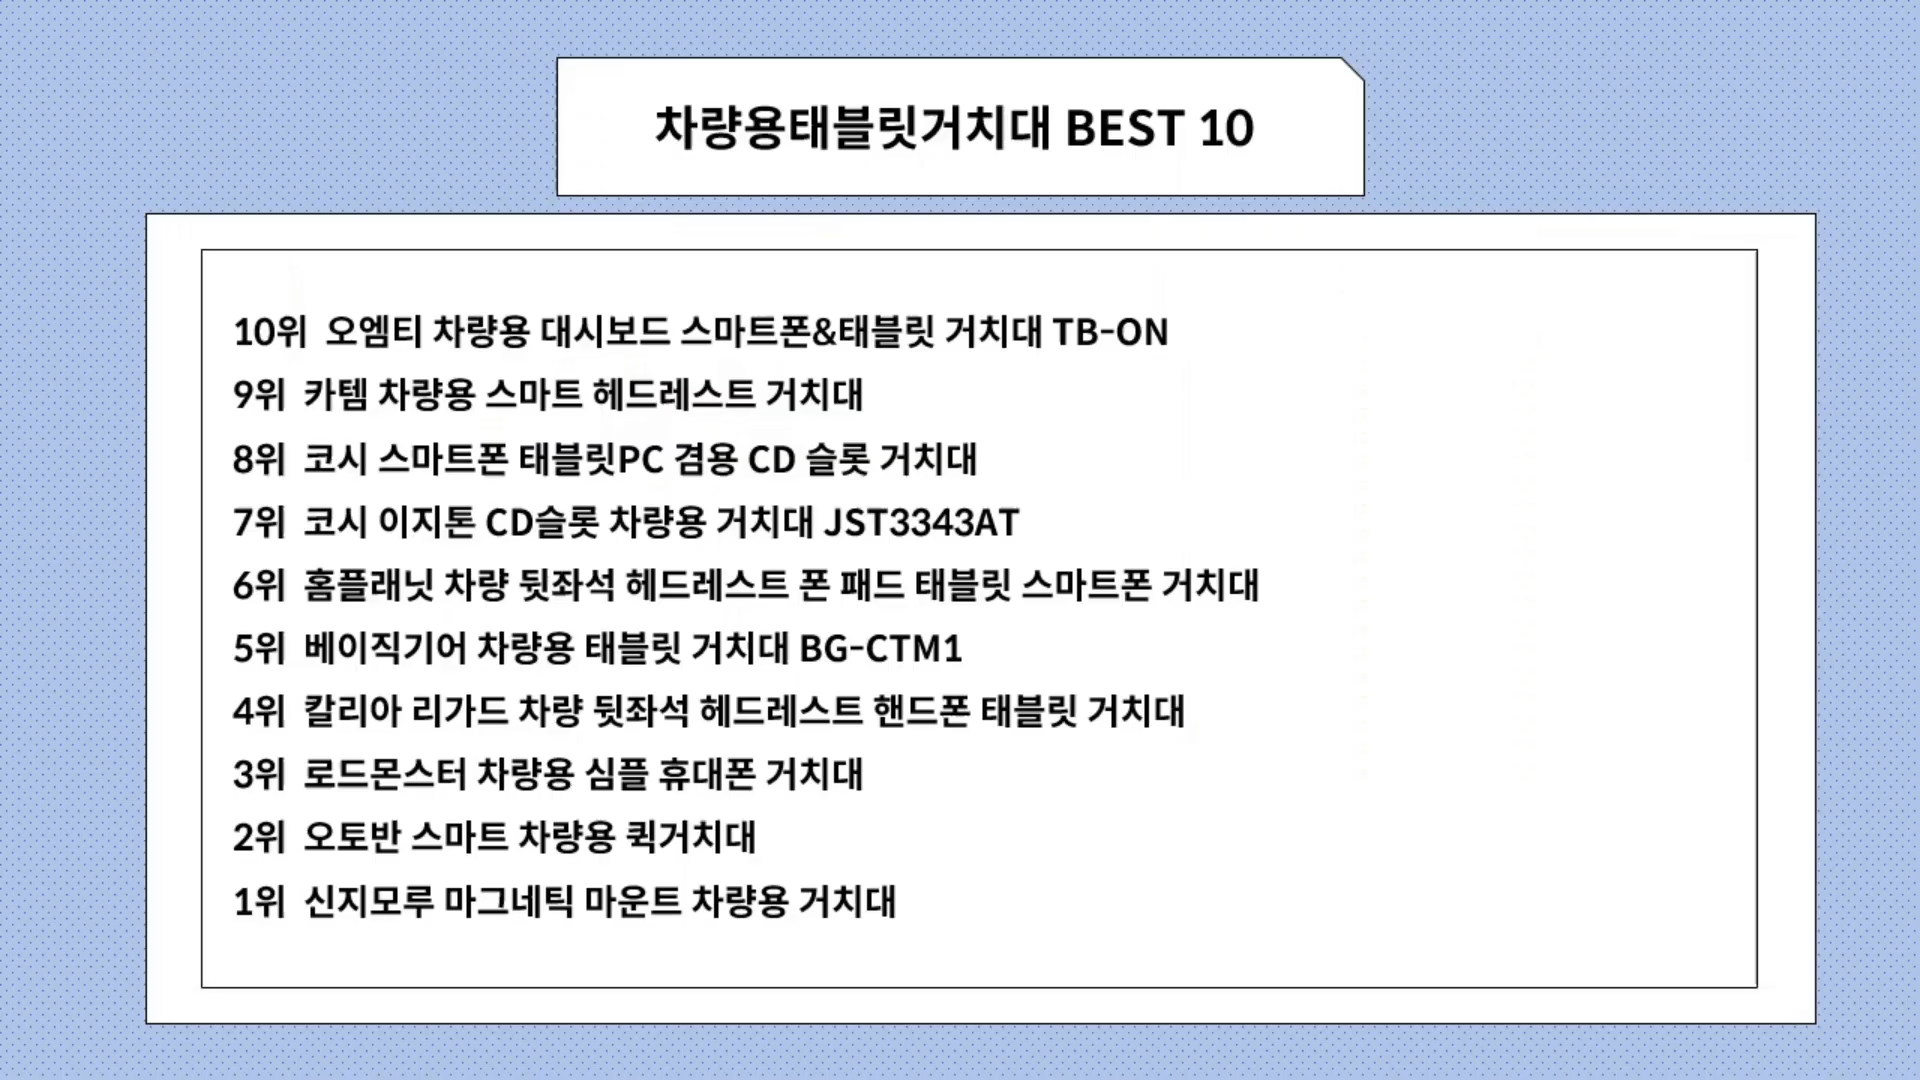 차량용태블릿거치대 BEST 10
10위 오엠티 차량용 대시보드 스마트폰&태블릿 거치대 TB-ON
9위 카템 차량용 스마트 헤드레스트 거치대
8위 코시 스마트폰 태블릿PC 겸용 CD 슬롯 거치대
7위 코시 이지톤 CD슬롯 차량용 거치대 JST3343AT
6위 홈플래닛 차량 뒷좌석 헤드레스트 폰 패드 태블릿 스마트폰 거치대
5위 베이직기어 차량용 태블릿 거치대 BG-CTM1
4위 칼리아 리가드 차량 뒷좌석 헤드레스트 핸드폰 태블릿 거치대
3위 로드몬스터 차량용 심플 휴대폰 거치대
2위 오토반 스마트 차량용 퀵거치대
1위 신지모루 마그네틱 마운트 차량용 거치대